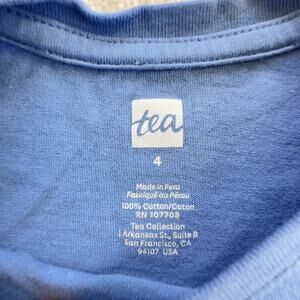 tea
4
Made in Peru
Fabriqué au Pérou
100% Cotton/Coton
RN 107708
Tea Collection
1 Arkansas St., Suite B
San Francisco, CA
94107 USA